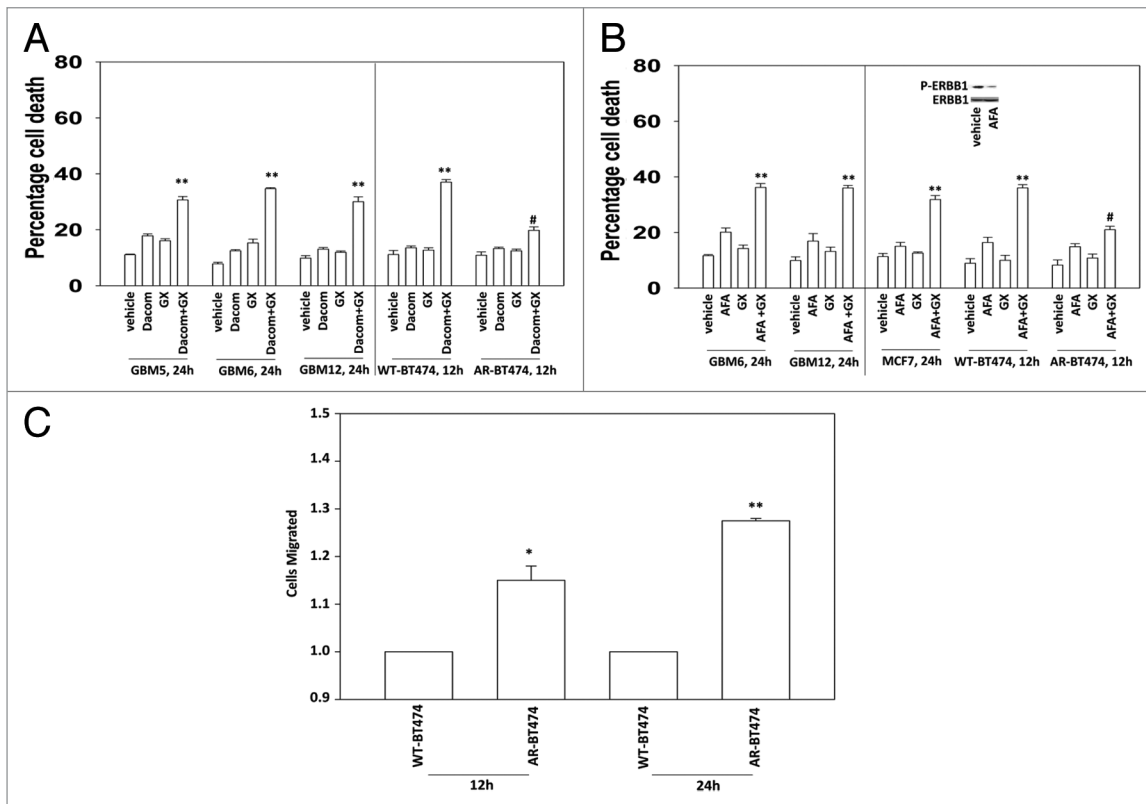 A
Percentage cell death
80
60
40
20
0
**
**
**
**
#
vehicle
Dacom
GX
Dacom+GX
vehicle
Dacom
GX
Dacom+GX
vehicle
Dacom
GX
Dacom+GX
vehicle
Dacom
GX
Dacom+GX
vehicle
Dacom
GX
Dacom+GX
GBM5, 24h
GBM6, 24h
GBM12, 24h
WT-BT474, 12h
AR-BT474, 12h
B
Percentage cell death
80
60
40
20
0
P-ERBB1
ERBB1
vehicle
AFA
**
**
**
**
#
vehicle
AFA
GX
AFA +GX
vehicle
AFA
GX
AFA +GX
vehicle
AFA
GX
AFA+GX
vehicle
AFA
GX
AFA+GX
vehicle
AFA
GX
AFA+GX
GBM6, 24h
GBM12, 24h
MCF7, 24h
WT-BT474, 12h
AR-BT474, 12h
C
Cells Migrated
1.5
1.4
1.3
1.2
1.1
1.0
0.9
*
**
WT-BT474
AR-BT474
WT-BT474
AR-BT474
12h
24h